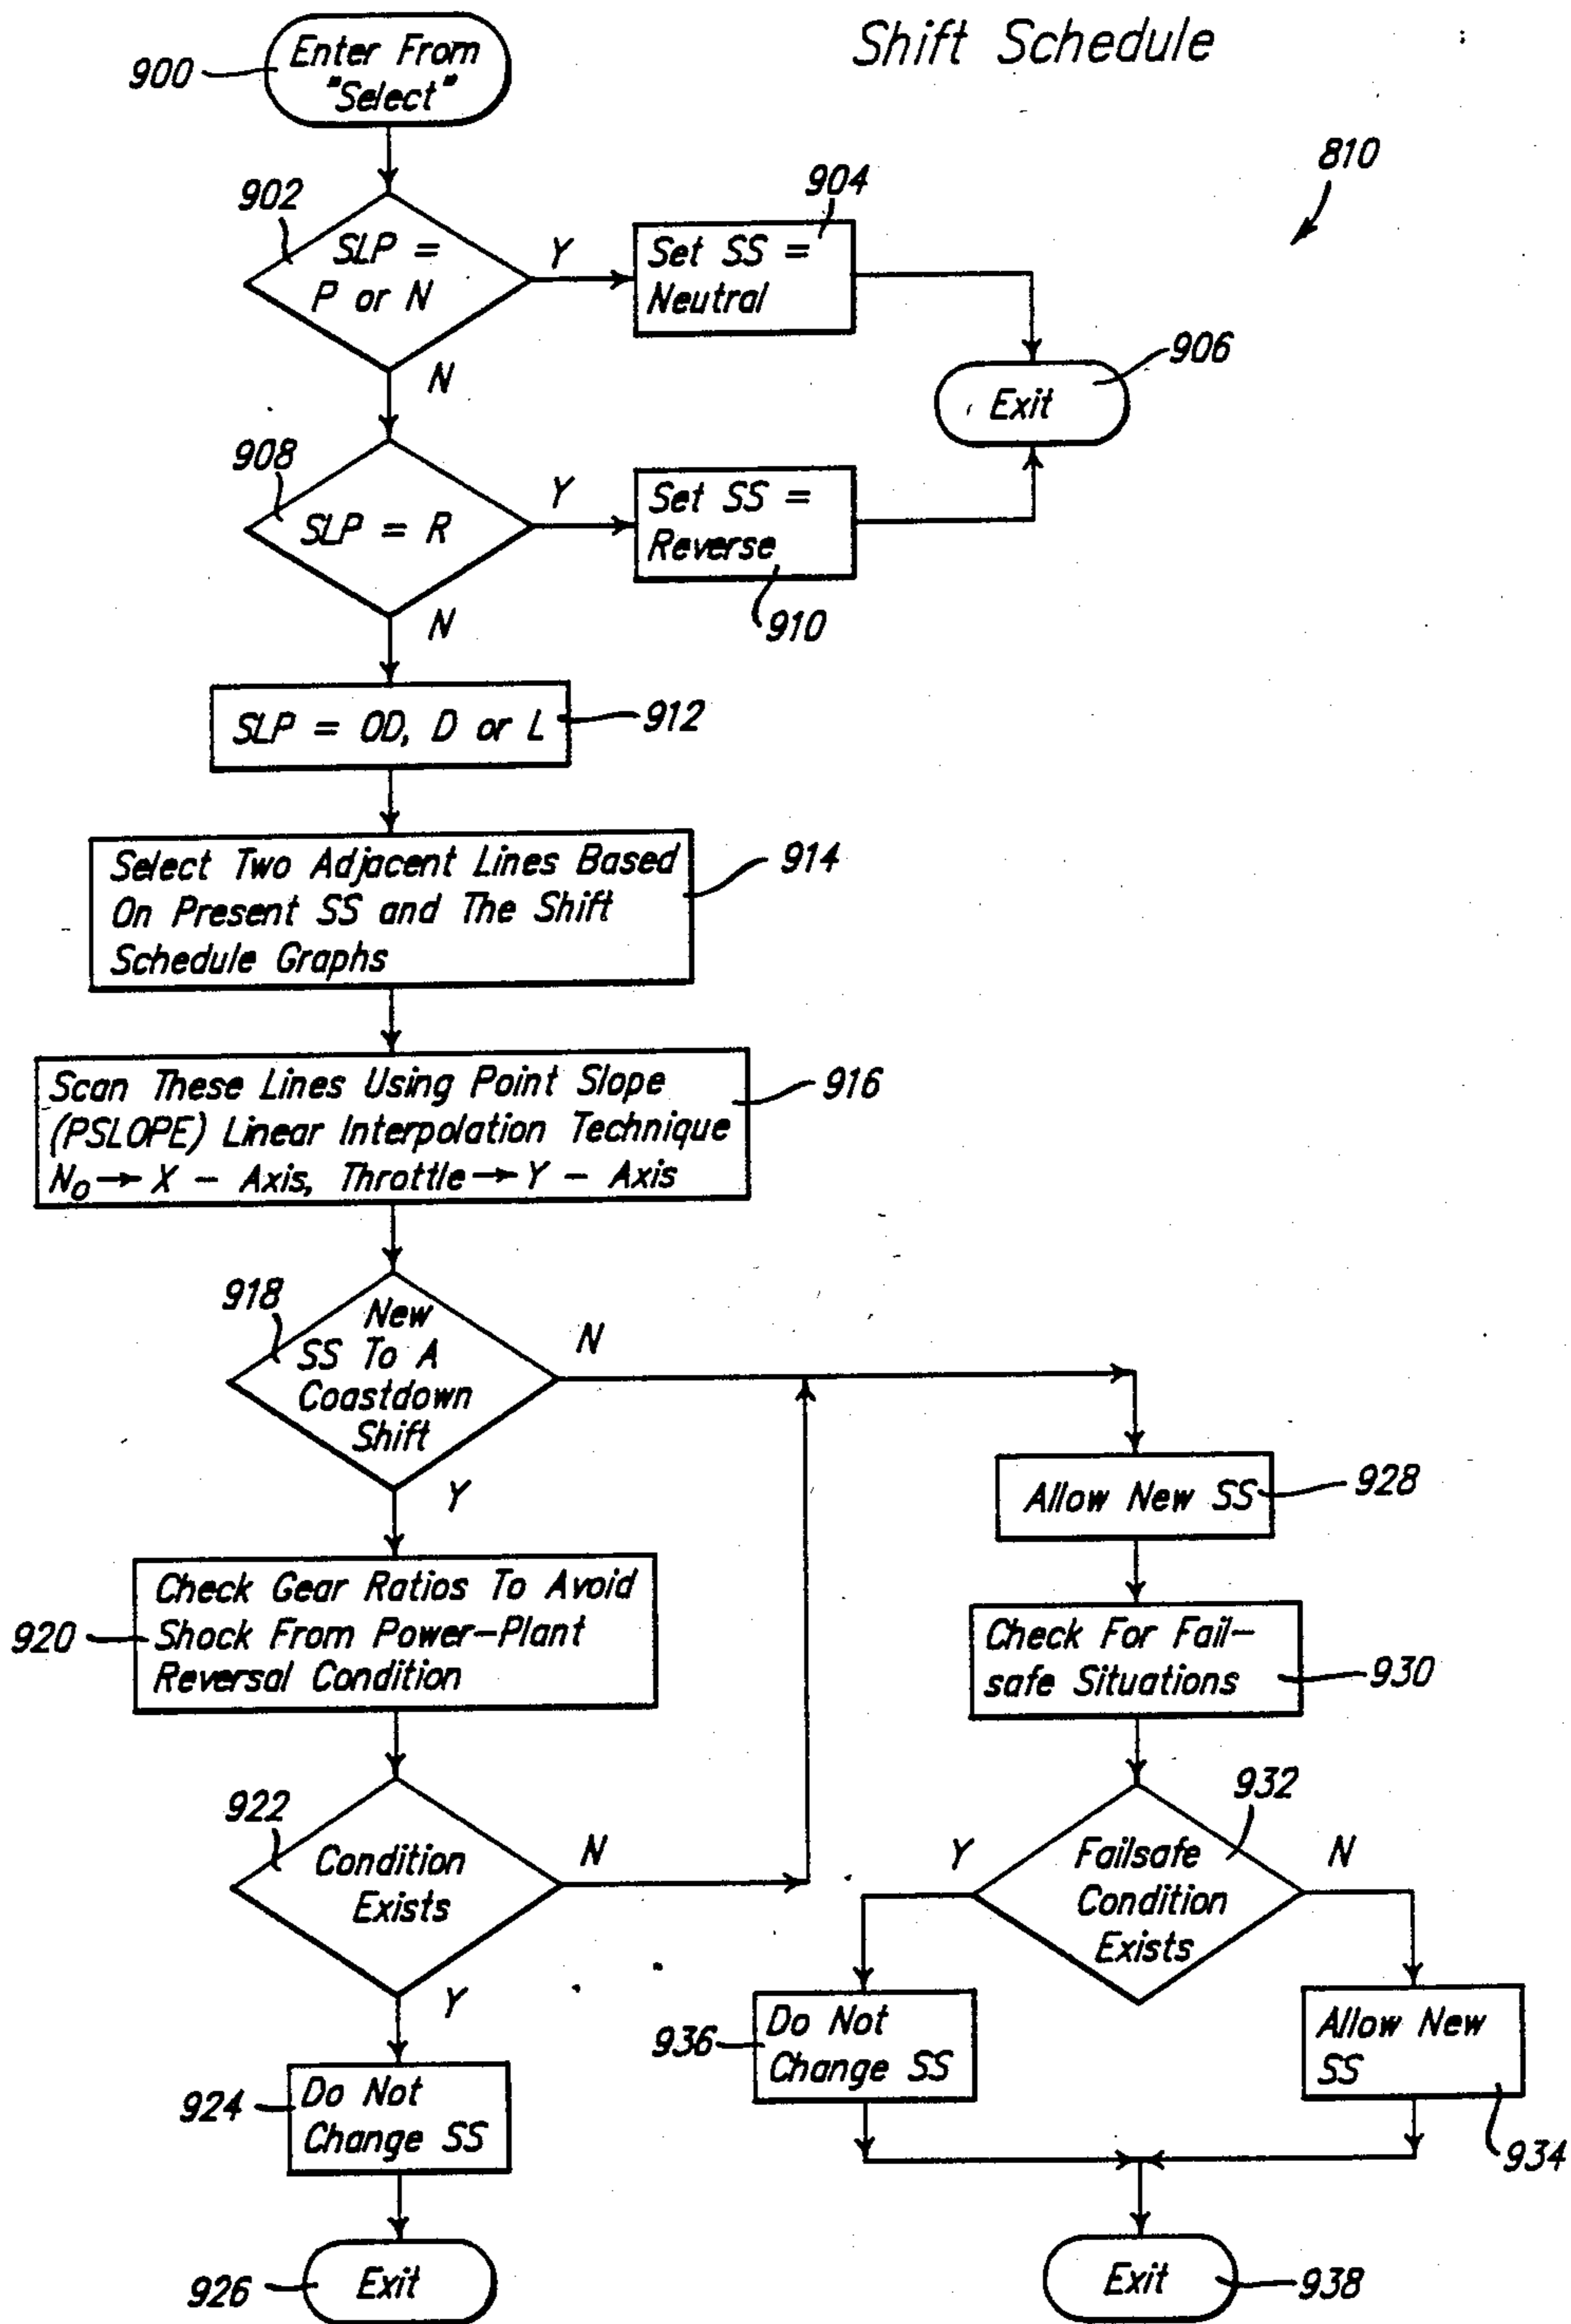 Shift Schedule
810
900
Enter From
"Select"
902
SLP =
P or N
Y
N
904
Set SS =
Neutral
906
Exit
908
SLP = R
Y
N
Set SS =
Reverse
910
SLP = OD, D or L
912
Select Two Adjacent Lines Based
On Present SS and The Shift
Schedule Graphs
914
Scan These Lines Using Point Slope
(PSLOPE) Linear Interpolation Technique
No → X - Axis, Throttle → Y - Axis
916
918
New
SS To A
Coastdown
Shift
N
Y
920
Check Gear Ratios To Avoid
Shock From Power-Plant
Reversal Condition
922
Condition
Exists
N
Y
924
Do Not
Change SS
926
Exit
Allow New SS
928
Check For Fail-
safe Situations
930
932
Failsafe
Condition
Exists
Y
N
936
Do Not
Change SS
Allow New
SS
934
Exit
938